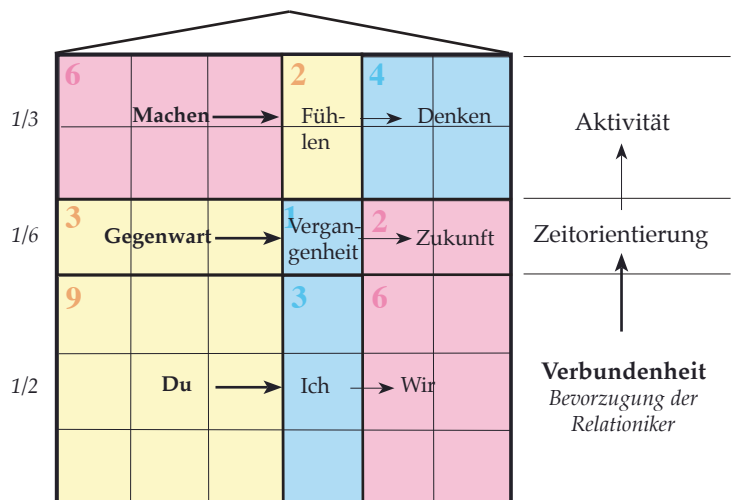 6 2 4
1/3 Machen Füh-
len Denken Aktivität
3 1 2
1/6 Gegenwart Vergan-
genheit Zukunft Zeitorientierung
9 3 6
1/2 Du Ich Wir
Verbundenheit
Bevorzugung der
Relationiker